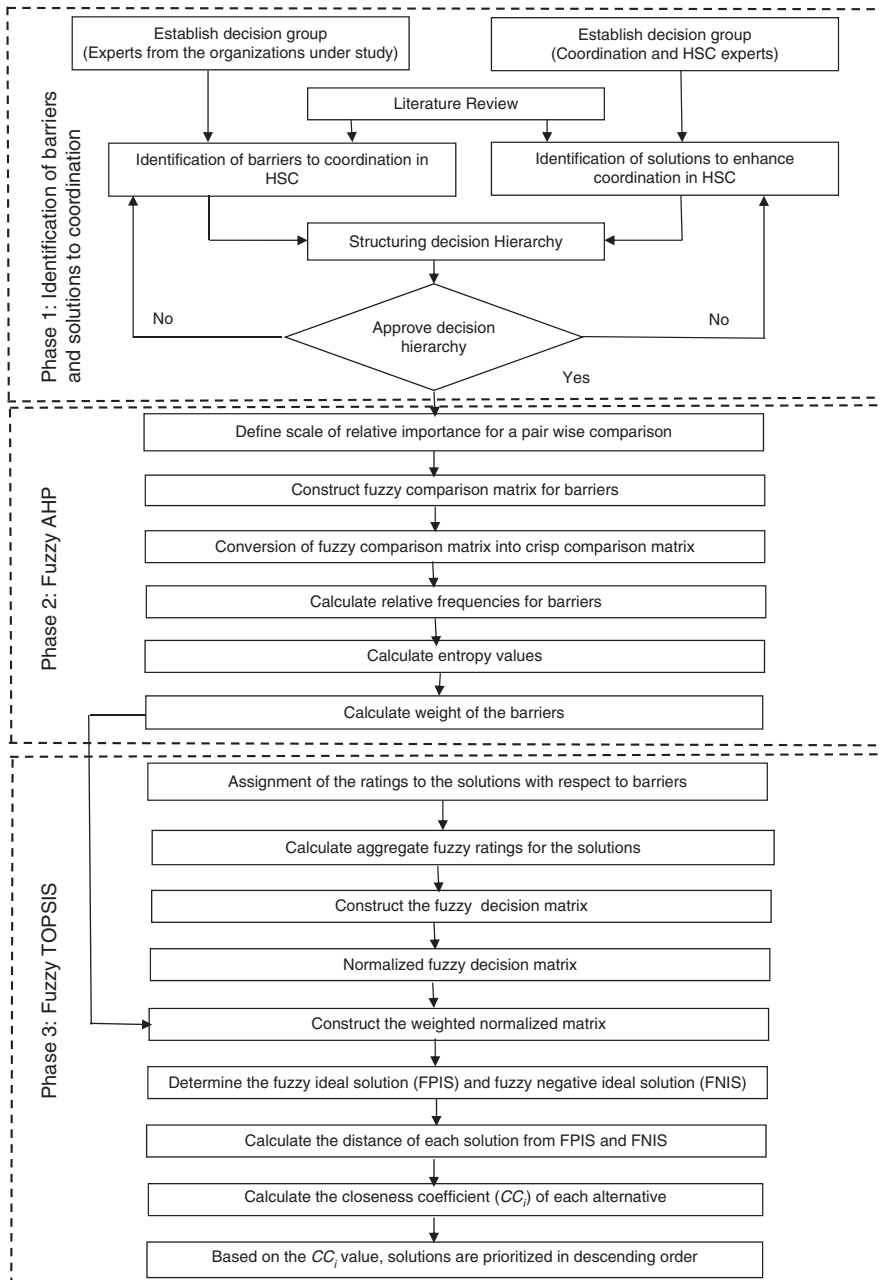 Establish decision group
(Experts from the organizations under study)
Establish decision group
(Coordination and HSC experts)
Literature Review
Identification of barriers to coordination in
HSC
Identification of solutions to enhance
coordination in HSC
Structuring decision Hierarchy
No
Approve decision
hierarchy
No
Yes
Phase 1: Identification of barriers
and solutions to coordination
Define scale of relative importance for a pair wise comparison
Construct fuzzy comparison matrix for barriers
Conversion of fuzzy comparison matrix into crisp comparison matrix
Calculate relative frequencies for barriers
Calculate entropy values
Calculate weight of the barriers
Phase 2: Fuzzy AHP
Assignment of the ratings to the solutions with respect to barriers
Calculate aggregate fuzzy ratings for the solutions
Construct the fuzzy decision matrix
Normalized fuzzy decision matrix
Construct the weighted normalized matrix
Determine the fuzzy ideal solution (FPIS) and fuzzy negative ideal solution (FNIS)
Calculate the distance of each solution from FPIS and FNIS
Calculate the closeness coefficient (CCi) of each alternative
Based on the CCi value, solutions are prioritized in descending order
Phase 3: Fuzzy TOPSIS